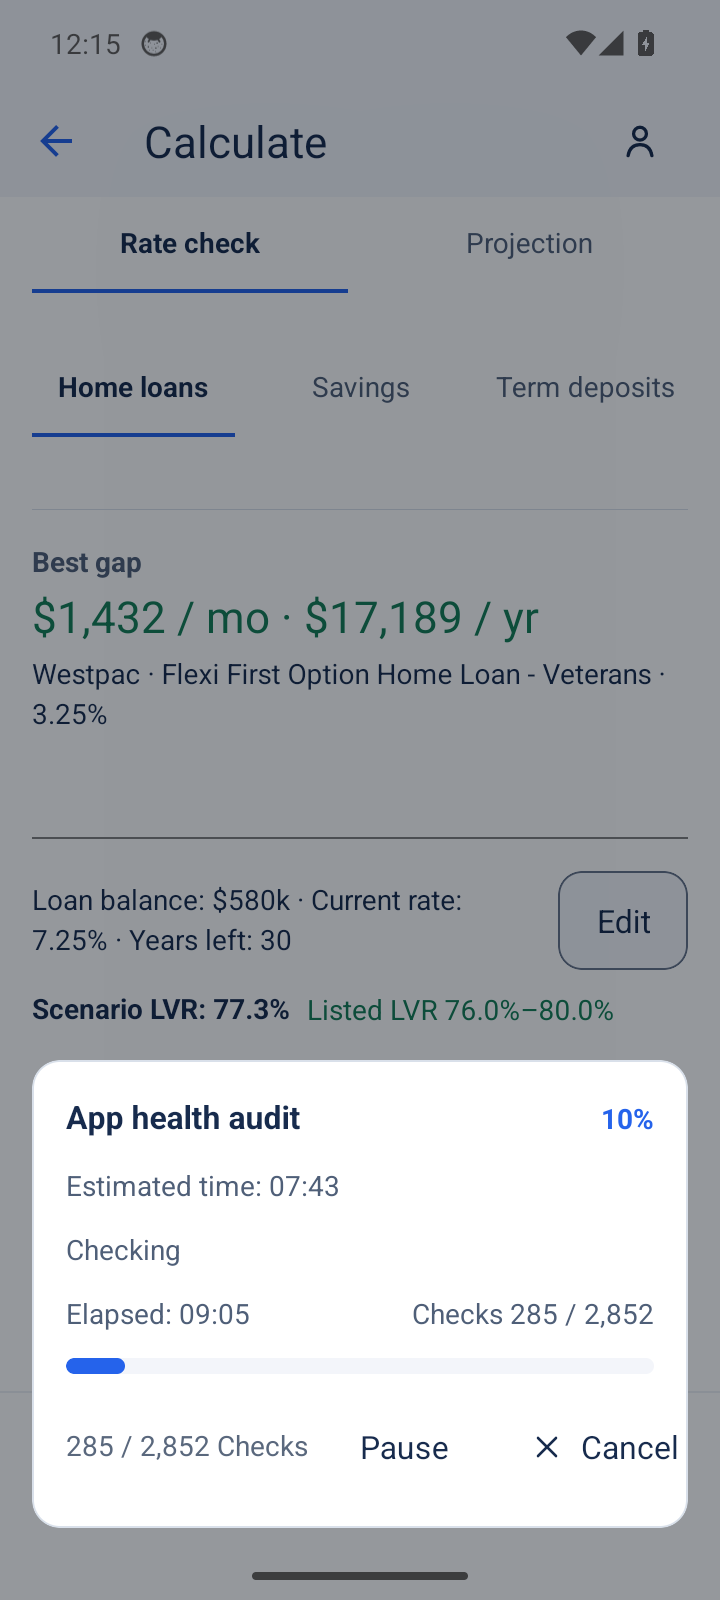 12:15
Calculate
Rate check Projection
Home loans Savings Term deposits
Best gap
$1,432 / mo · $17,189 / yr
Westpac · Flexi First Option Home Loan - Veterans ·
3.25%
Loan balance: $580k · Current rate:
7.25% · Years left: 30
Edit
Scenario LVR: 77.3% Listed LVR 76.0%–80.0%
App health audit 10%
Estimated time: 07:43
Checking
Elapsed: 09:05 Checks 285 / 2,852
285 / 2,852 Checks Pause Cancel